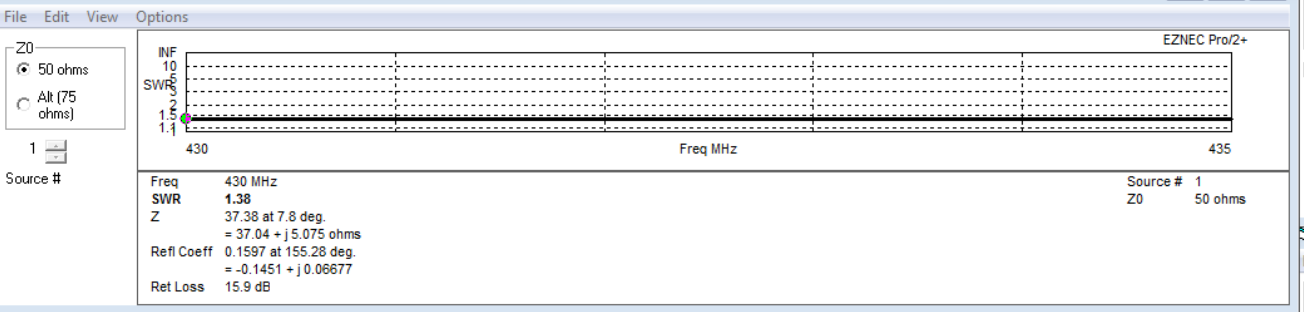 File Edit View Options
Z0
50 ohms
Alt (75
ohms)
1
Source #
EZNEC Pro/2+
INF
10
5
SWR
3
2
1.5
1.1
1
430
Freq MHz
435
Freq 430 MHz
SWR 1.38
Z 37.38 at 7.8 deg.
= 37.04 + j 5.075 ohms
Refl Coeff 0.1597 at 155.28 deg.
= -0.1451 + j 0.06677
Ret Loss 15.9 dB
Source # 1
Z0 50 ohms